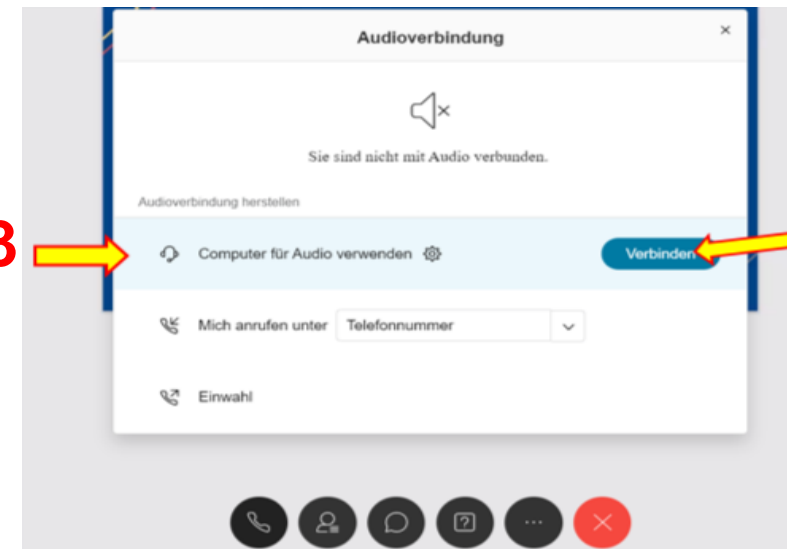 Audioverbindung
Sie sind nicht mit Audio verbunden.
Audioverbindung herstellen
3
Computer für Audio verwenden
Verbinden
Mich anrufen unter
Telefonnummer
Einwahl